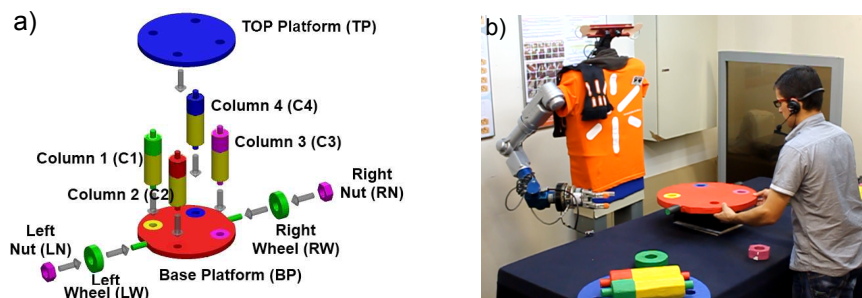 a)
TOP Platform (TP)
Column 4 (C4)
Column 1 (C1)
Column 3 (C3)
Column 2 (C2)
Right
Nut (RN)
Left
Nut (LN)
Right
Wheel (RW)
Left
Wheel (LW)
Base Platform (BP)
b)